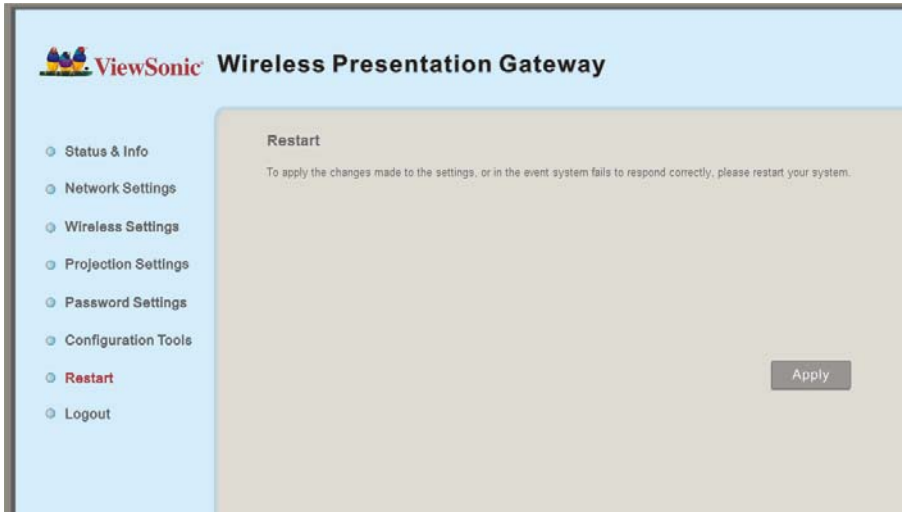 ViewSonic Wireless Presentation Gateway
Status & Info
Network Settings
Wireless Settings
Projection Settings
Password Settings
Configuration Tools
Restart
Logout
Restart
To apply the changes made to the settings, or in the event system fails to respond correctly, please restart your system.
Apply